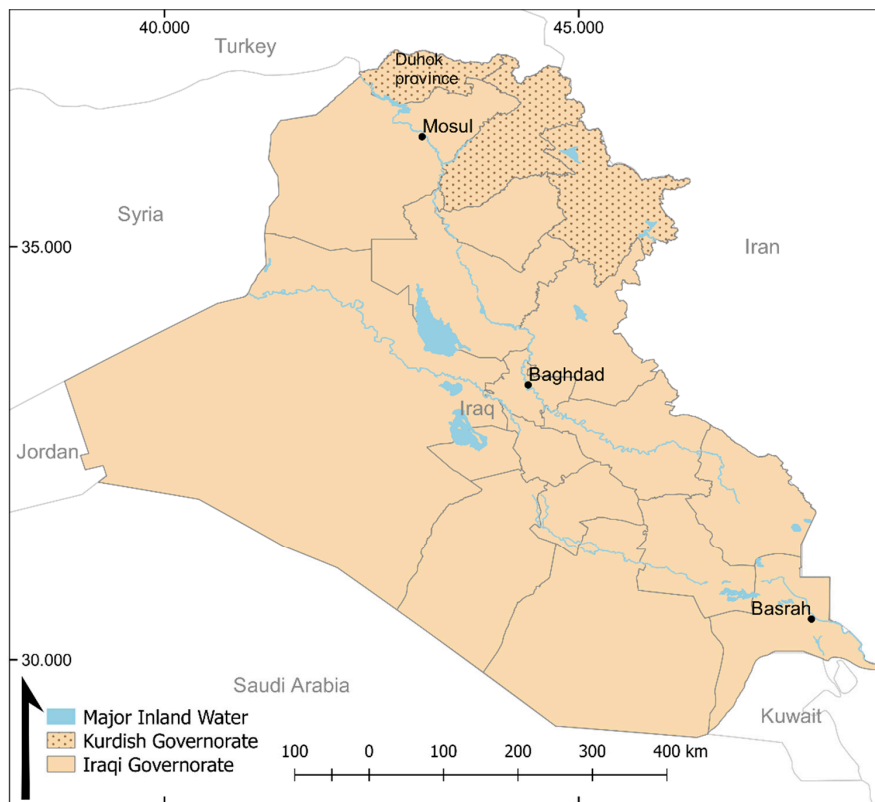 40.000
45.000
Turkey
Duhok
province
Mosul
Syria
35.000
Iran
Baghdad
Iraq
Jordan
Basrah
30.000
Saudi Arabia
Kuwait
Major Inland Water
Kurdish Governorate
Iraqi Governorate
100 0 100 200 300 400 km